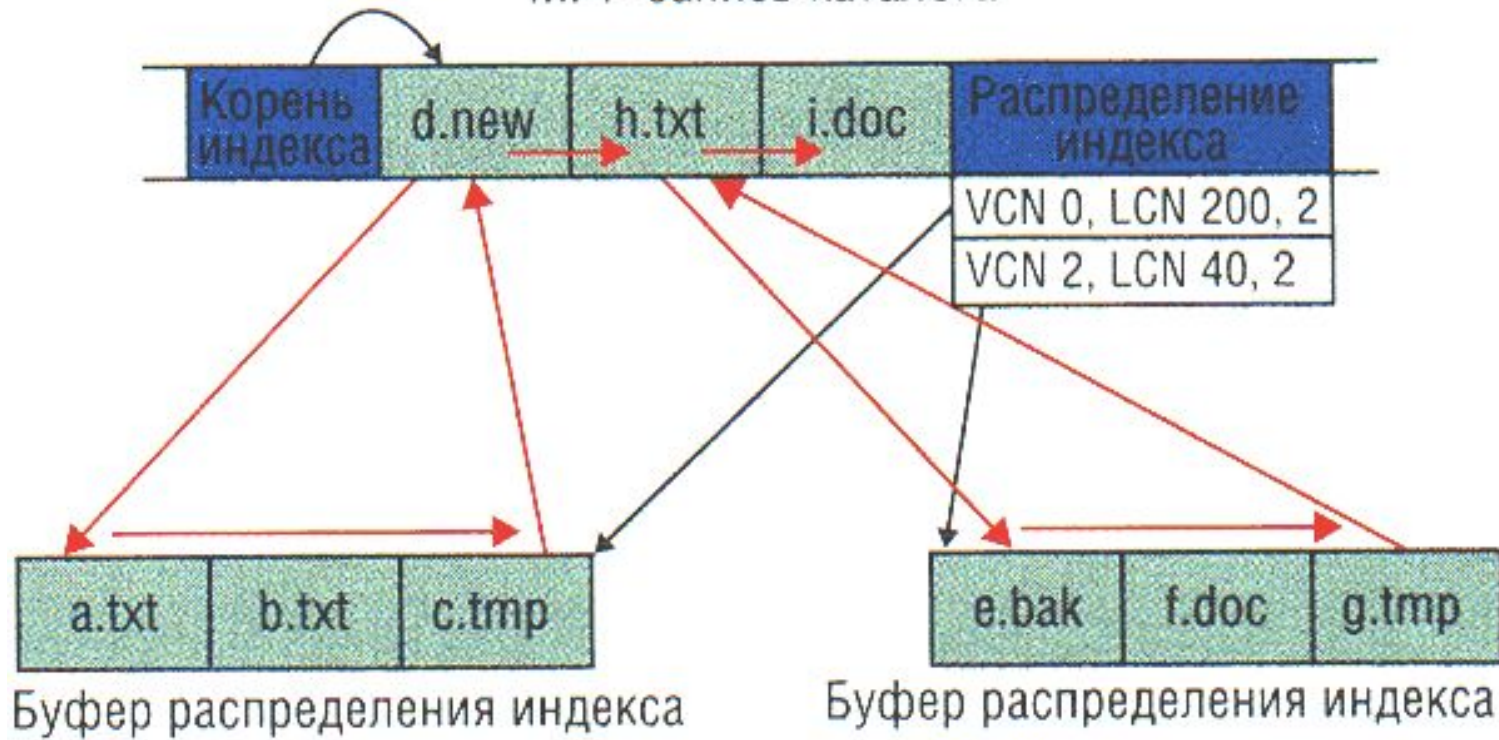 Корень
индекса
d.new
h.txt
i.doc
Распределение
индекса
VCN 0, LCN 200, 2
VCN 2, LCN 40, 2
a.txt
b.txt
c.tmp
e.bak
f.doc
g.tmp
Буфер распределения индекса
Буфер распределения индекса